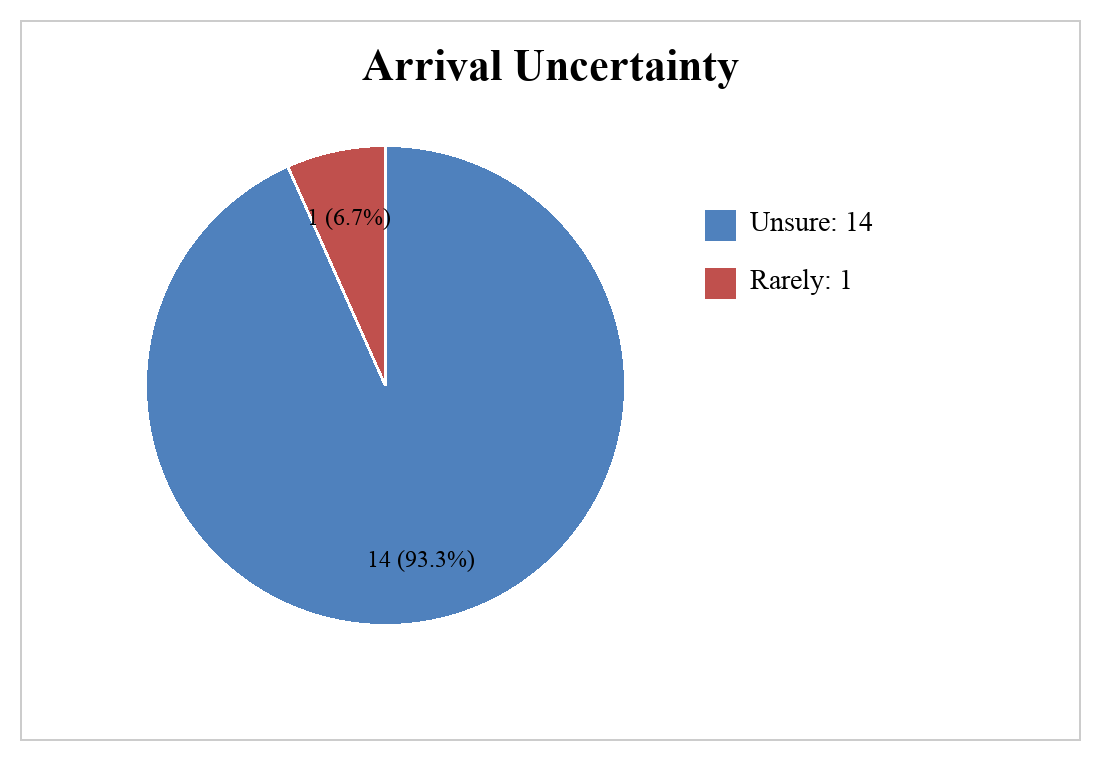 Arrival Uncertainty
1 (6.7%)
Unsure: 14
Rarely: 1
14 (93.3%)